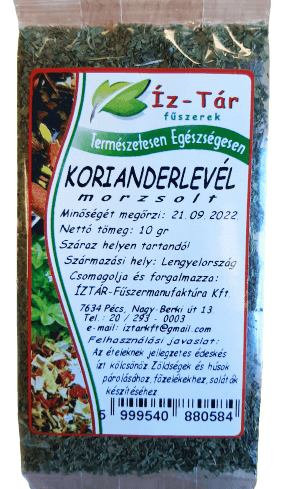 Íz-Tár
fűszerek
Természetesen Egészségesen
KORIANDERLEVÉL
morzsolt
Minőségét megőrzi: 21.09.2022
Nettó tömeg: 10 gr
Száraz helyen tartandó!
Származási hely: Lengyelország
Csomagolja és forgalmazza:
ÍZTÁR-Fűszermanufaktúra Kft.
7634 Pécs, Nagy-Berki út 13
Tel.: 20 / 293 - 0003
e-mail: iztarkft@gmail.com
Felhasználási javaslat:
Az ételeknek jellegzetes édeskés
ízt kölcsönöz. Zöldségek és húsok
párolásához, főzelékekhez, saláták
készítéséhez
5 999540 880584